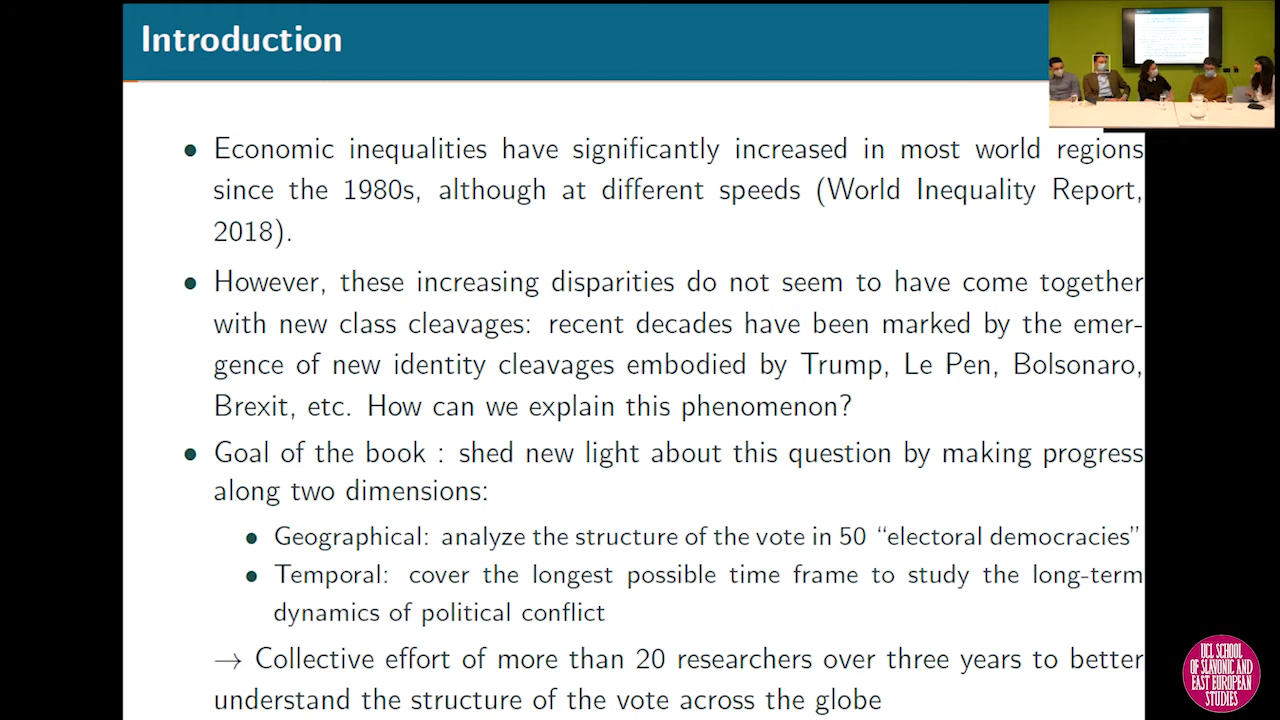 Introduction
• Economic inequalities have significantly increased in most world regions
since the 1980s, although at different speeds (World Inequality Report,
2018).
• However, these increasing disparities do not seem to have come together
with new class cleavages: recent decades have been marked by the emer-
gence of new identity cleavages embodied by Trump, Le Pen, Bolsonaro,
Brexit, etc. How can we explain this phenomenon?
• Goal of the book : shed new light about this question by making progress
along two dimensions:
• Geographical: analyze the structure of the vote in 50 “electoral democracies”
• Temporal: cover the longest possible time frame to study the long-term
dynamics of political conflict
→ Collective effort of more than 20 researchers over three years to better
understand the structure of the vote across the globe
UCL SCHOOL
OF SLAVONIC AND
EAST EUROPEAN
STUDIES